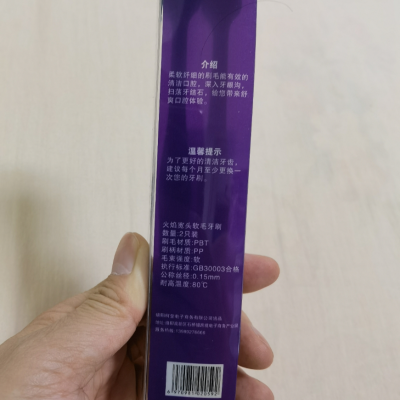 介绍
柔软纤细的刷毛能有效的
清洁口腔，深入牙龈肉，
扫荡牙结石，给您带来舒
爽口腔体验。
温馨提示
为了更好的清洁牙齿，
建议每个月至少更换一
次您的牙刷。
火焰焦头软毛牙刷
数量：2只装
刷毛材质：PBT
刷柄材质：PP
毛束强度：软
执行标准：GB30003合格
公称丝径：0.15mm
耐高温度：80℃